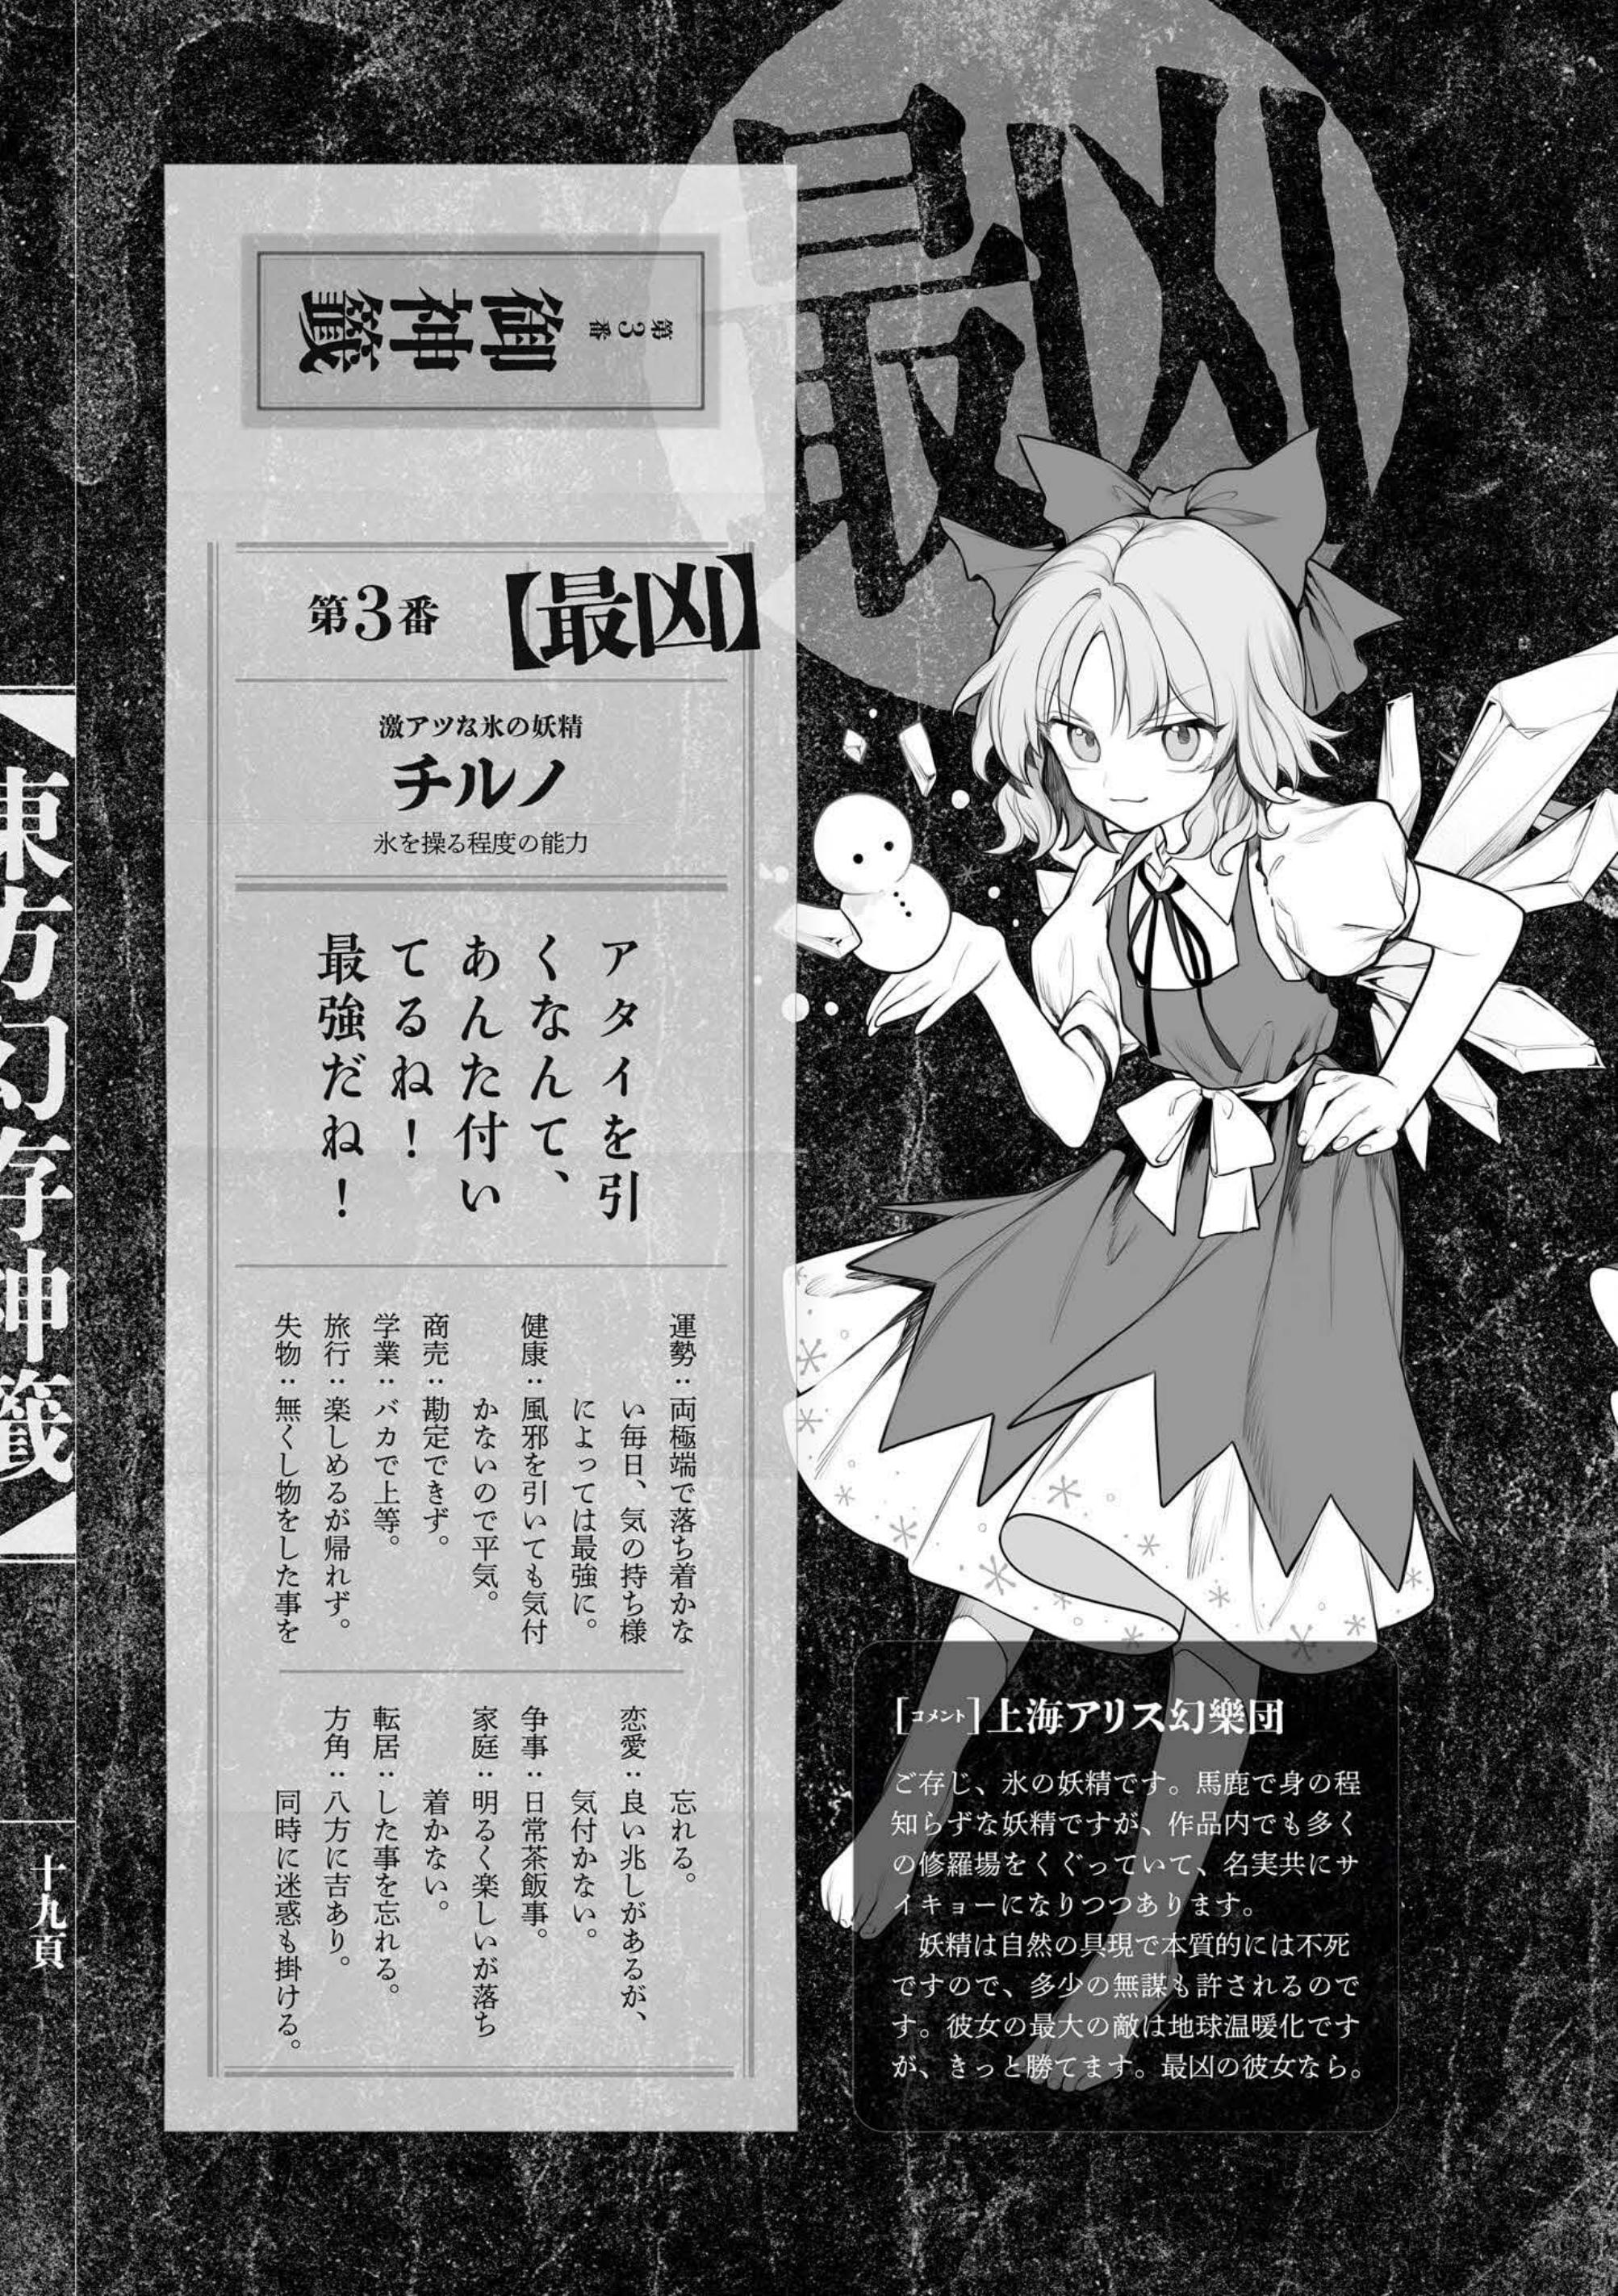 最凶
御神籤
第3番
第3番
【最凶】
激アツな氷の妖精
チルノ
氷を操る程度の能力
アタイを引
くなんて、
あんた付い
てるね！
最強だね！
運勢：両極端で落ち着かな
い毎日、気の持ち様
によっては最強に。
健康：風邪を引いても気付
かないので平気。
商売：勘定できず。
学業：バカで上等。
旅行：楽しめるが帰れず。
失物：無くし物をした事を
忘れる。
恋愛：良い兆しがあるが、
気付かない。
争事：日常茶飯事。
家庭：明るく楽しいが落ち
着かない。
転居：した事を忘れる。
方角：八方に吉あり。
同時に迷惑も掛ける。
［コメント］上海アリス幻樂団
ご存じ、氷の妖精です。馬鹿で身の程
知らずな妖精ですが、作品内でも多く
の修羅場をくぐっていて、名実共にサ
イキョーになりつつあります。
　妖精は自然の具現で本質的には不死
ですので、多少の無謀も許されるので
す。彼女の最大の敵は地球温暖化です
が、きっと勝てます。最凶の彼女なら。
【東方幻存神籤】
十九頁